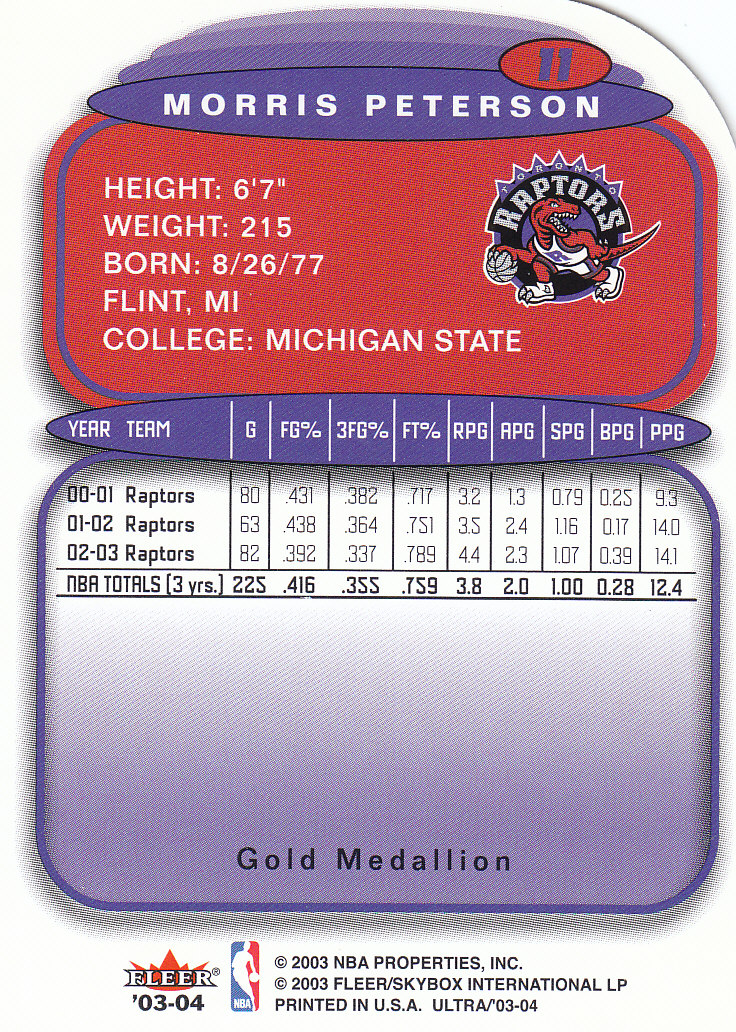 11
MORRIS PETERSON
TORONTO
RAPTORS
HEIGHT: 6'7"
WEIGHT: 215
BORN: 8/26/77
FLINT, MI
COLLEGE: MICHIGAN STATE
YEAR TEAM G FG% 3FG% FT% RPG APG SPG BPG PPG
00-01 Raptors 80 .431 .382 .717 3.2 1.3 0.79 0.25 9.3
01-02 Raptors 63 .438 .364 .751 3.5 2.4 1.16 0.17 14.0
02-03 Raptors 82 .392 .337 .789 4.4 2.3 1.07 0.39 14.1
NBA TOTALS (3 yrs.) 225 .416 .355 .759 3.8 2.0 1.00 0.28 12.4
Gold Medallion
FLEER®
'03-04
NBA
© 2003 NBA PROPERTIES, INC.
© 2003 FLEER/SKYBOX INTERNATIONAL LP
PRINTED IN U.S.A. ULTRA/'03-04